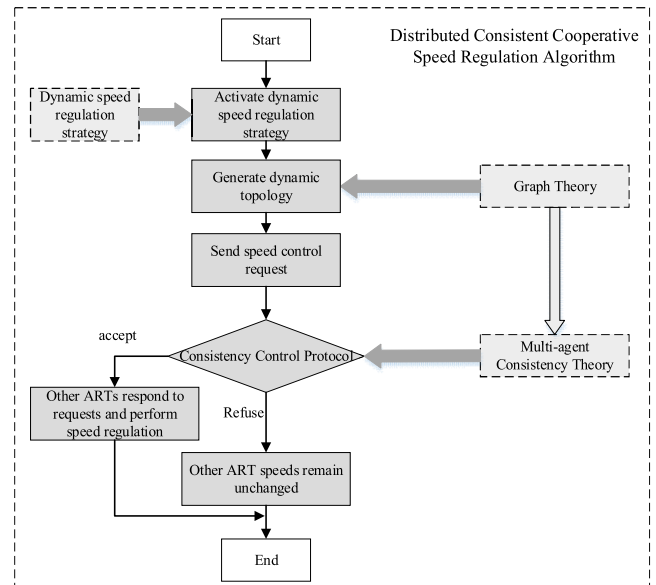 Distributed Consistent Cooperative
Speed Regulation Algorithm
Start
Dynamic speed
regulation
strategy
Activate dynamic
speed regulation
strategy
Generate dynamic
topology
Graph Theory
Send speed control
request
accept
Consistency Control Protocol
Multi-agent
Consistency Theory
Other ARTs respond to
requests and perform
speed regulation
Refuse
Other ART speeds remain
unchanged
End